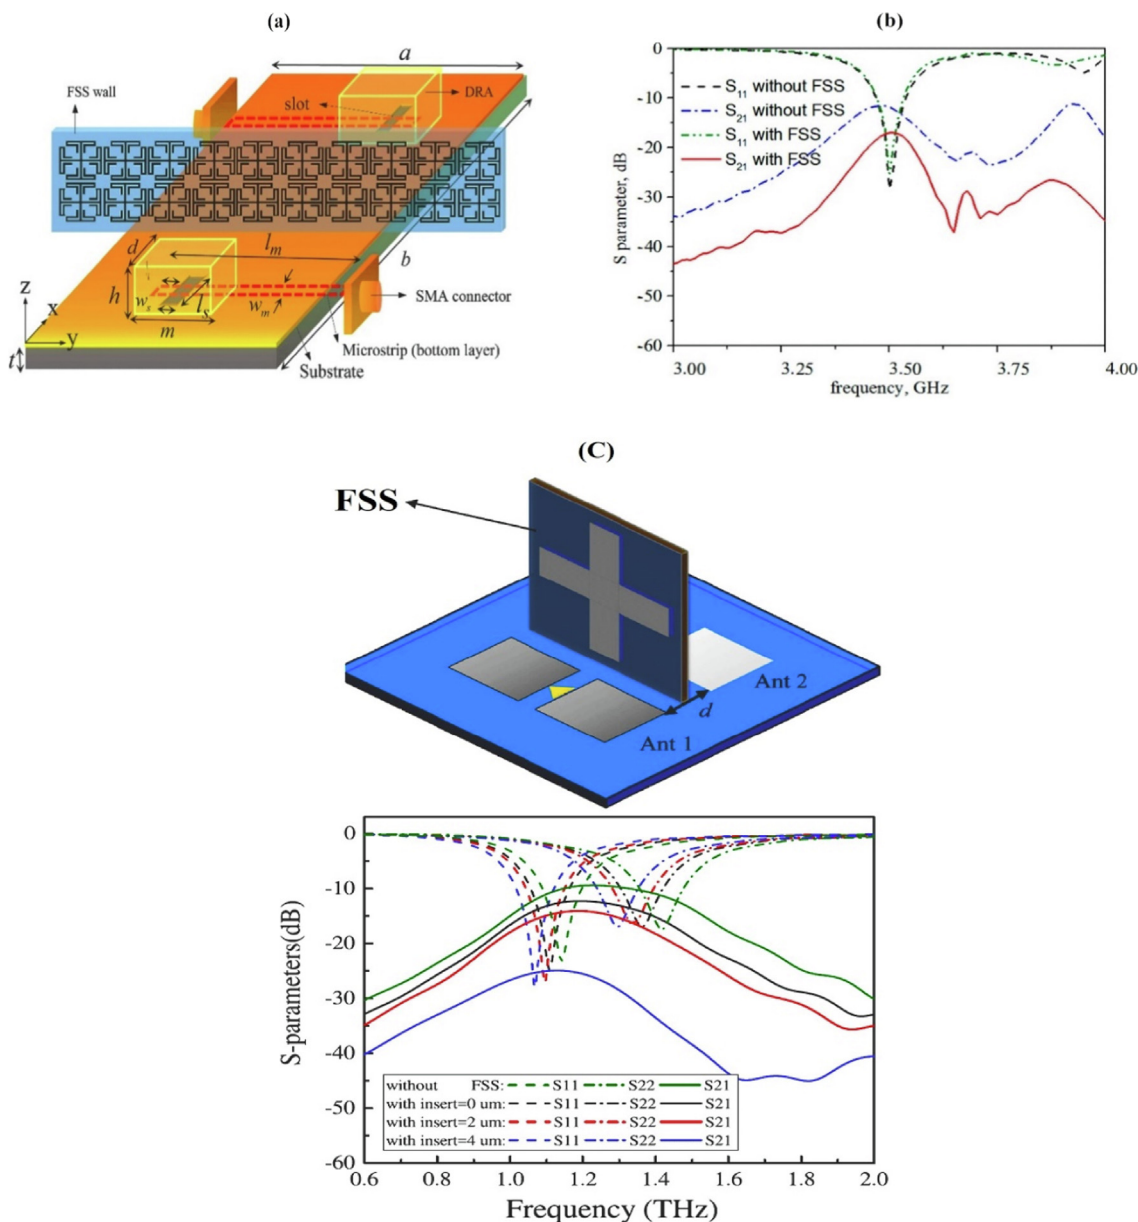 (a)
a
FSS wall
slot
DRA
d
l_m
b
z
h
w_s
l_s
w_m
SMA connector
x
m
y
t
Microstrip (bottom layer)
Substrate
(b)
0
-10
-20
-30
-40
-50
-60
S parameter, dB
S11 without FSS
S21 without FSS
S11 with FSS
S21 with FSS
3.00 3.25 3.50 3.75 4.00
frequency, GHz
(C)
FSS
Ant 2
d
Ant 1
0
-10
-20
-30
-40
-50
-60
S-parameters(dB)
without FSS: S11 S22 S21
with insert=0 um: S11 S22 S21
with insert=2 um: S11 S22 S21
with insert=4 um: S11 S22 S21
0.6 0.8 1.0 1.2 1.4 1.6 1.8 2.0
Frequency (THz)